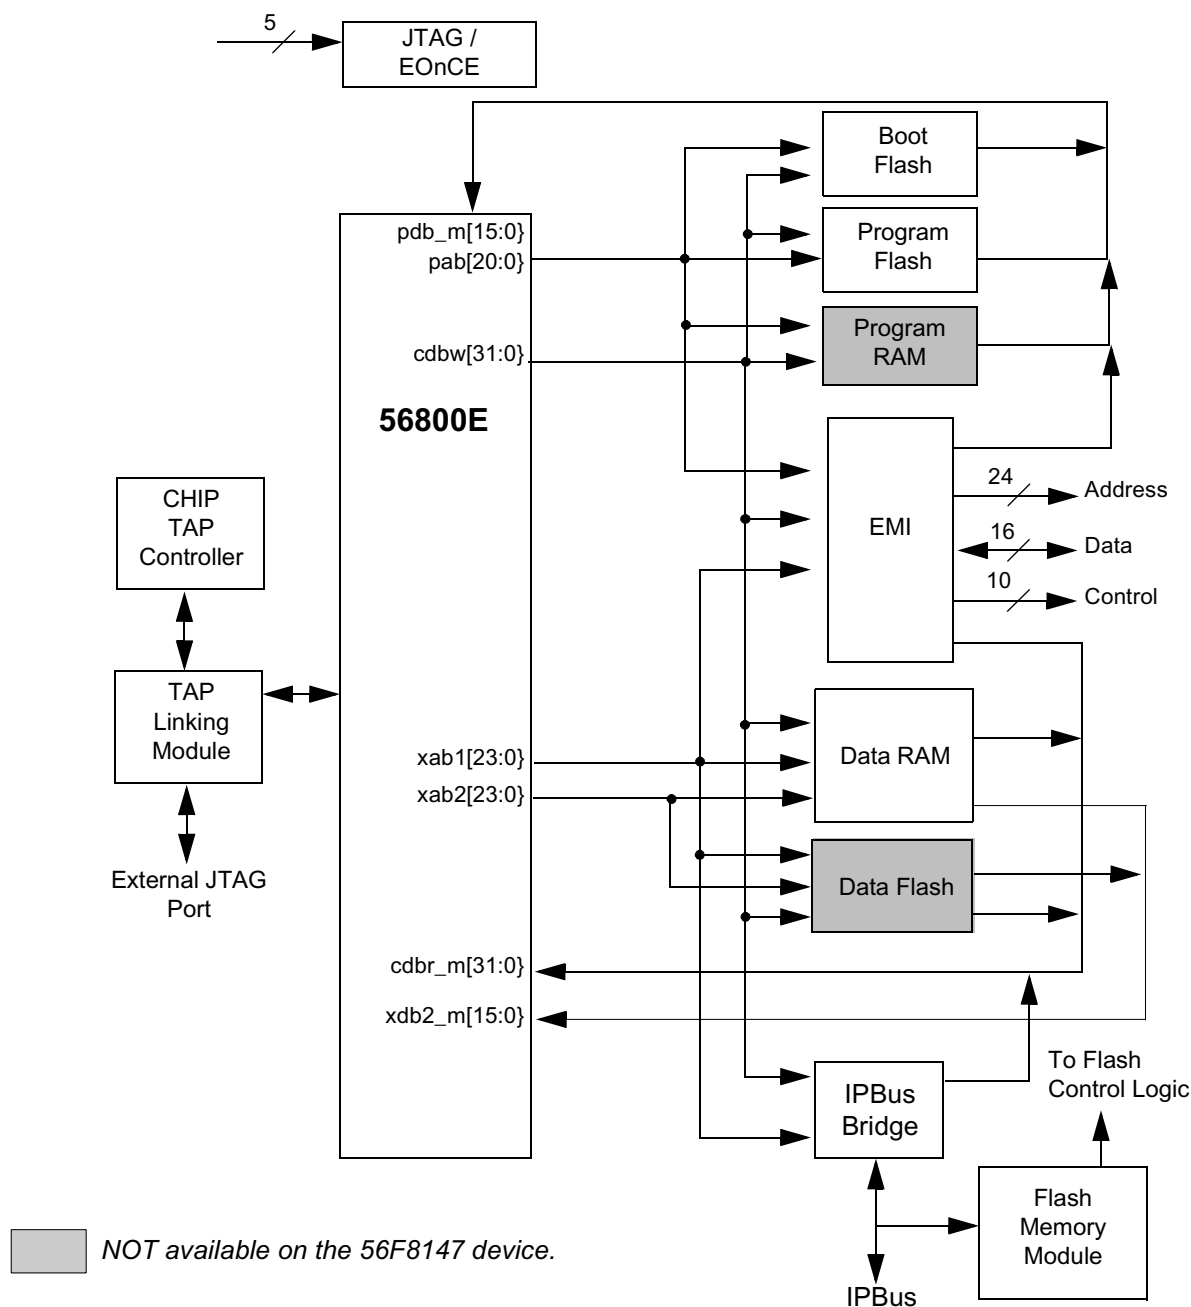 5
JTAG /
EOnCE
Boot
Flash
pdb_m[15:0}
pab[20:0}
Program
Flash
cdbw[31:0}
Program
RAM
56800E
CHIP
TAP
Controller
EMI
24
Address
16
Data
10
Control
TAP
Linking
Module
xab1[23:0}
xab2[23:0}
Data RAM
External JTAG
Port
Data Flash
cdbr_m[31:0}
xdb2_m[15:0}
To Flash
Control Logic
IPBus
Bridge
Flash
Memory
Module
NOT available on the 56F8147 device.
IPBus